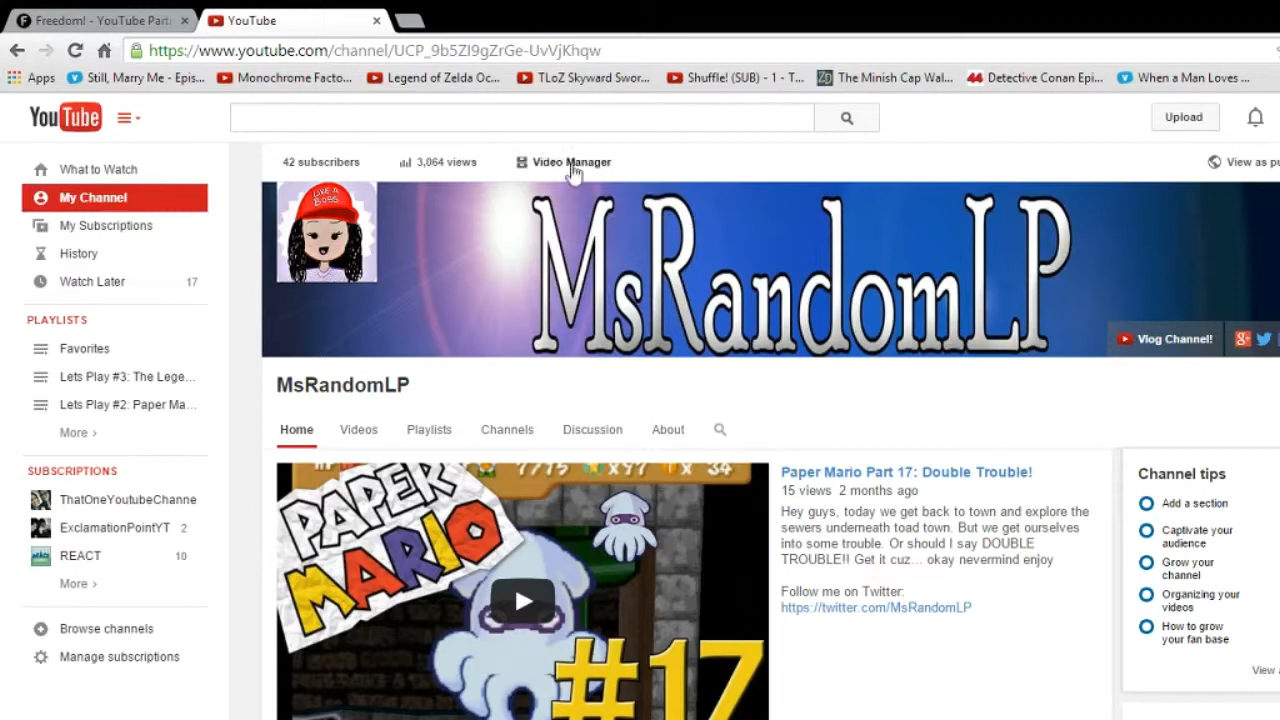 Freedom! - YouTube Part
YouTube
https://www.youtube.com/channel/UCP_9b5ZI9gZrGe-UvVjKhqw
Apps
Still, Marry Me - Epis...
Monochrome Facto...
Legend of Zelda Oc...
TLoZ Skyward Swor...
Shuffle! (SUB) - 1 - T...
The Minish Cap Wal...
Detective Conan Epi...
When a Man Loves ...
YouTube
Upload
What to Watch
My Channel
My Subscriptions
History
Watch Later 17
PLAYLISTS
Favorites
Lets Play #3: The Lege...
Lets Play #2: Paper Ma...
More ›
SUBSCRIPTIONS
ThatOneYoutubeChanne
ExclamationPointYT 2
REACT 10
More ›
Browse channels
Manage subscriptions
42 subscribers
3,064 views
Video Manager
View as pu
LIKE A
BOSS
MsRandomLP
Vlog Channel!
MsRandomLP
Home
Videos
Playlists
Channels
Discussion
About
PAPER
MARIO
#17
Paper Mario Part 17: Double Trouble!
15 views 2 months ago
Hey guys, today we get back to town and explore the
sewers underneath toad town. But we get ourselves
into some trouble. Or should I say DOUBLE
TROUBLE!! Get it cuz... okay nevermind enjoy
Follow me on Twitter:
https://twitter.com/MsRandomLP
Channel tips
Add a section
Captivate your
audience
Grow your
channel
Organizing your
videos
How to grow
your fan base
View a